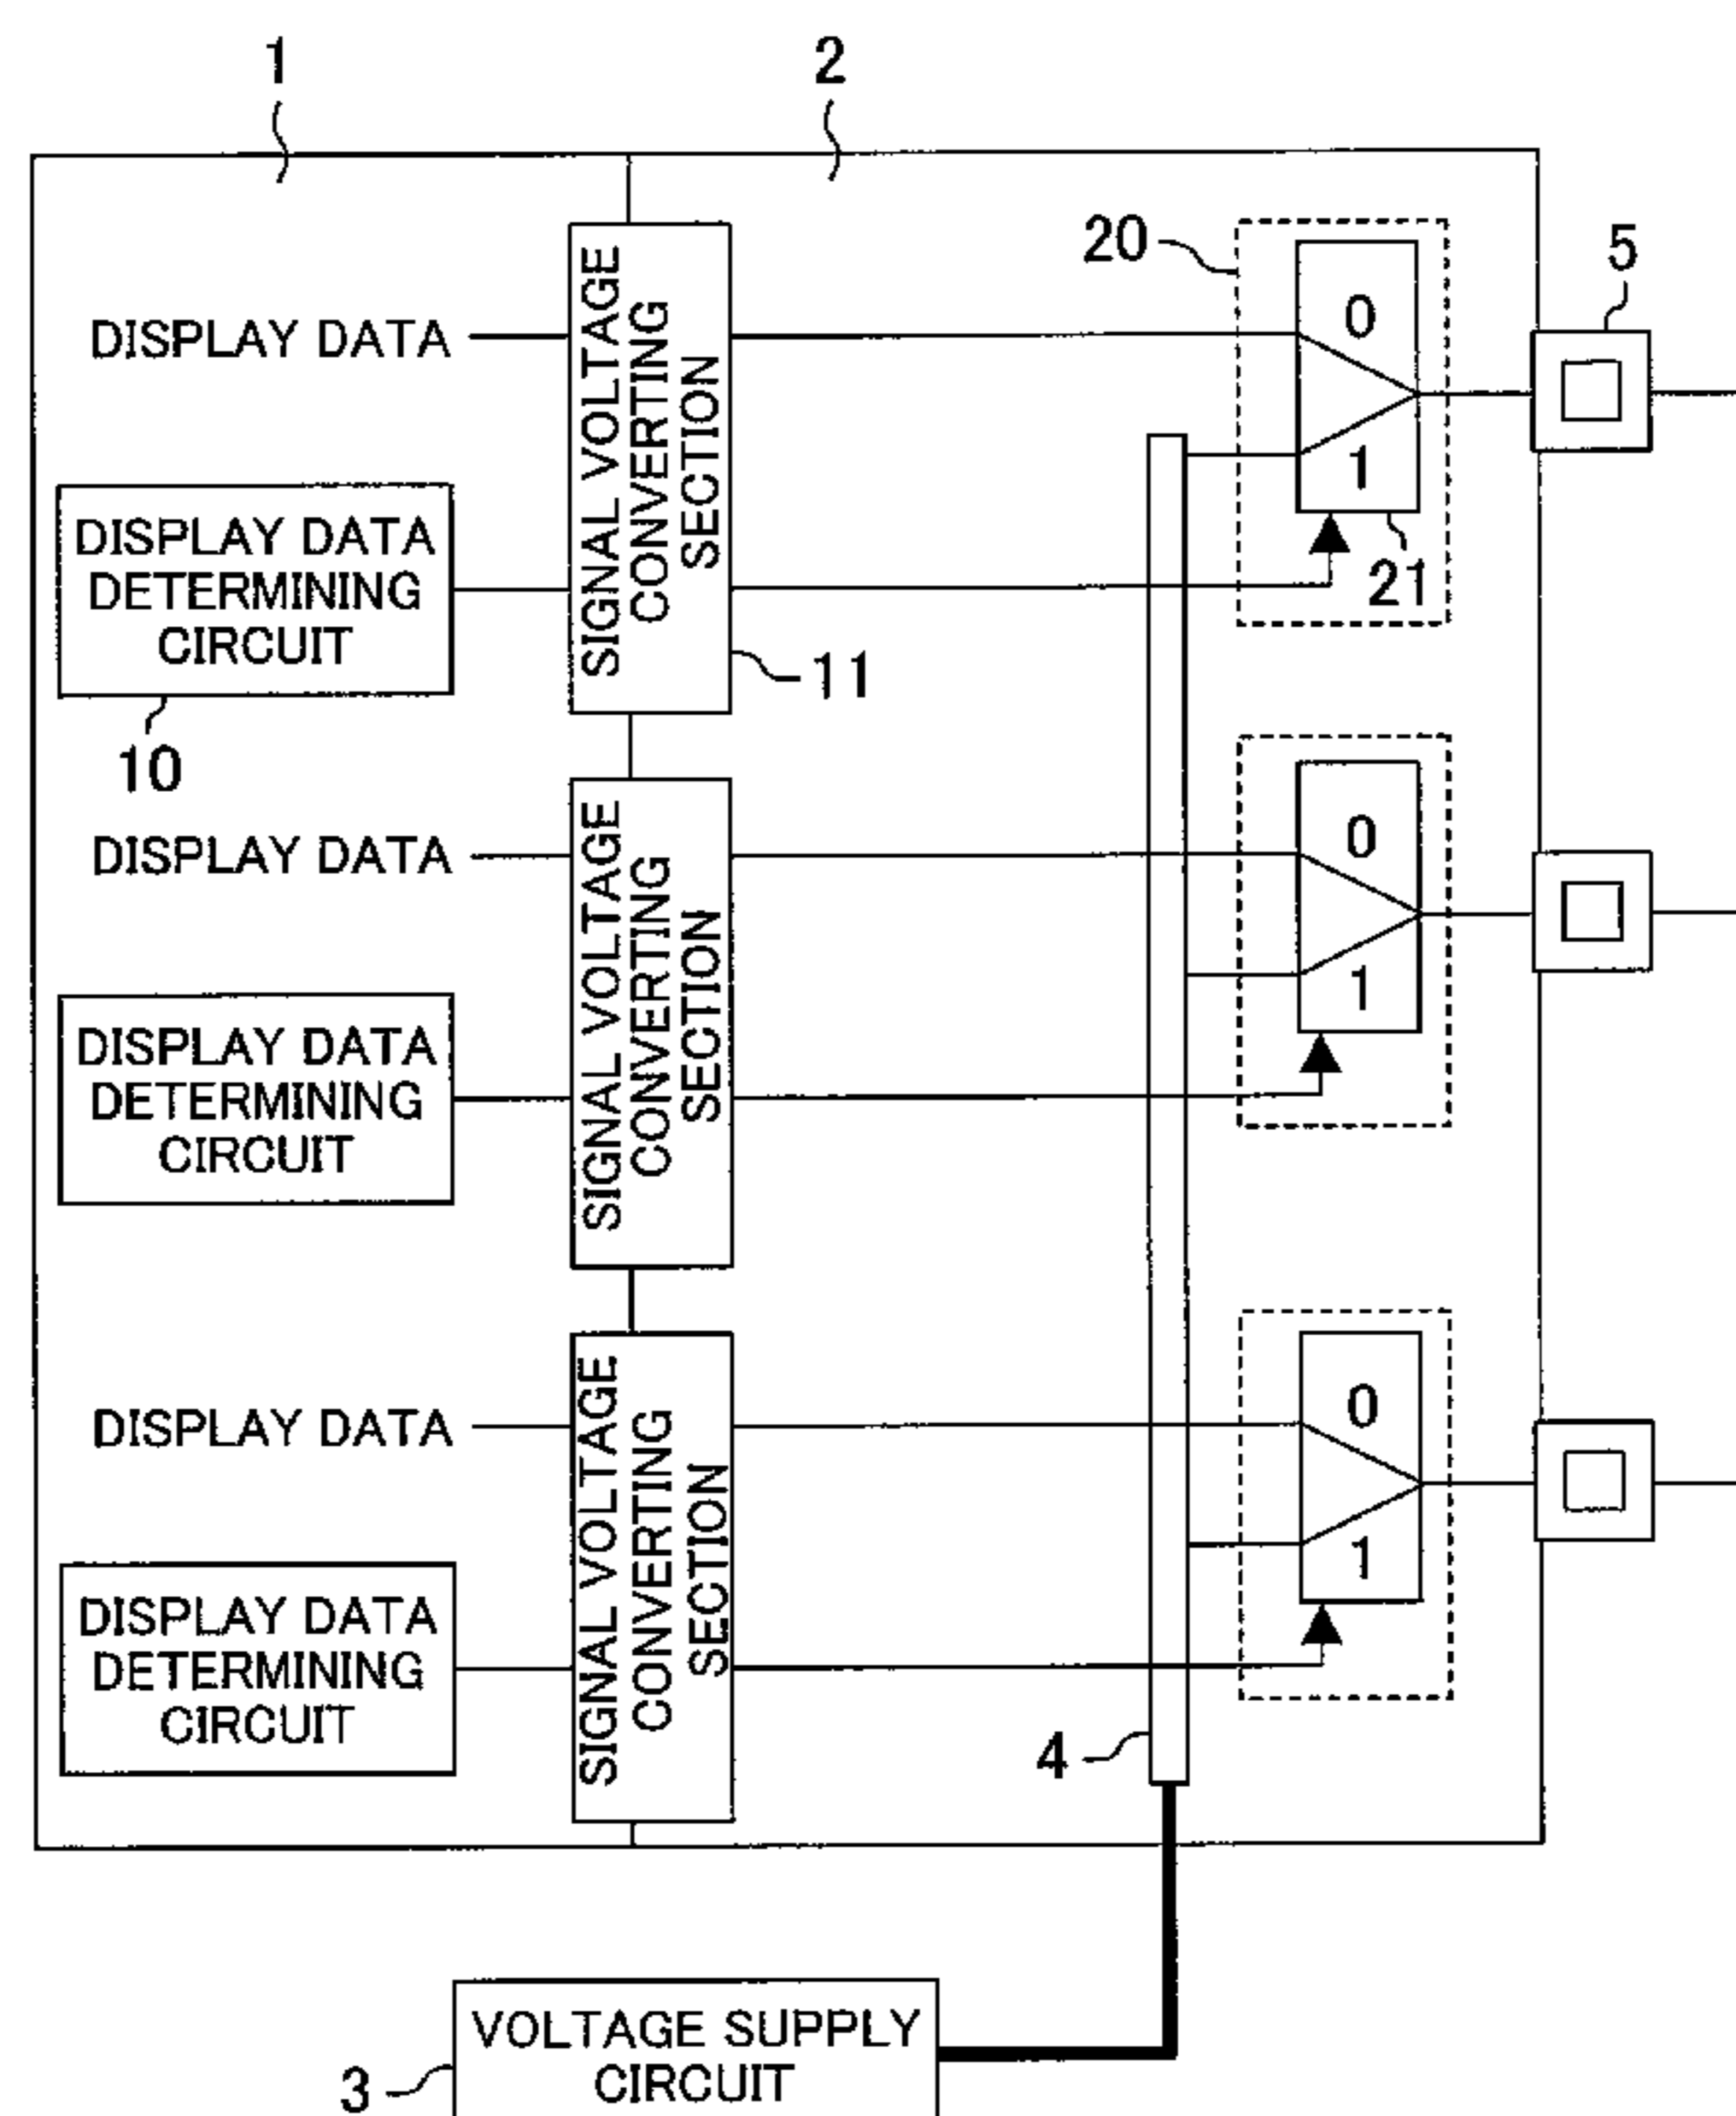 1
2
20
5
DISPLAY DATA
SIGNAL VOLTAGE
CONVERTING
SECTION
0
1
21
DISPLAY DATA
DETERMINING
CIRCUIT
10
11
DISPLAY DATA
SIGNAL VOLTAGE
CONVERTING
SECTION
0
1
DISPLAY DATA
DETERMINING
CIRCUIT
DISPLAY DATA
SIGNAL VOLTAGE
CONVERTING
SECTION
0
1
DISPLAY DATA
DETERMINING
CIRCUIT
4
VOLTAGE SUPPLY
CIRCUIT
3